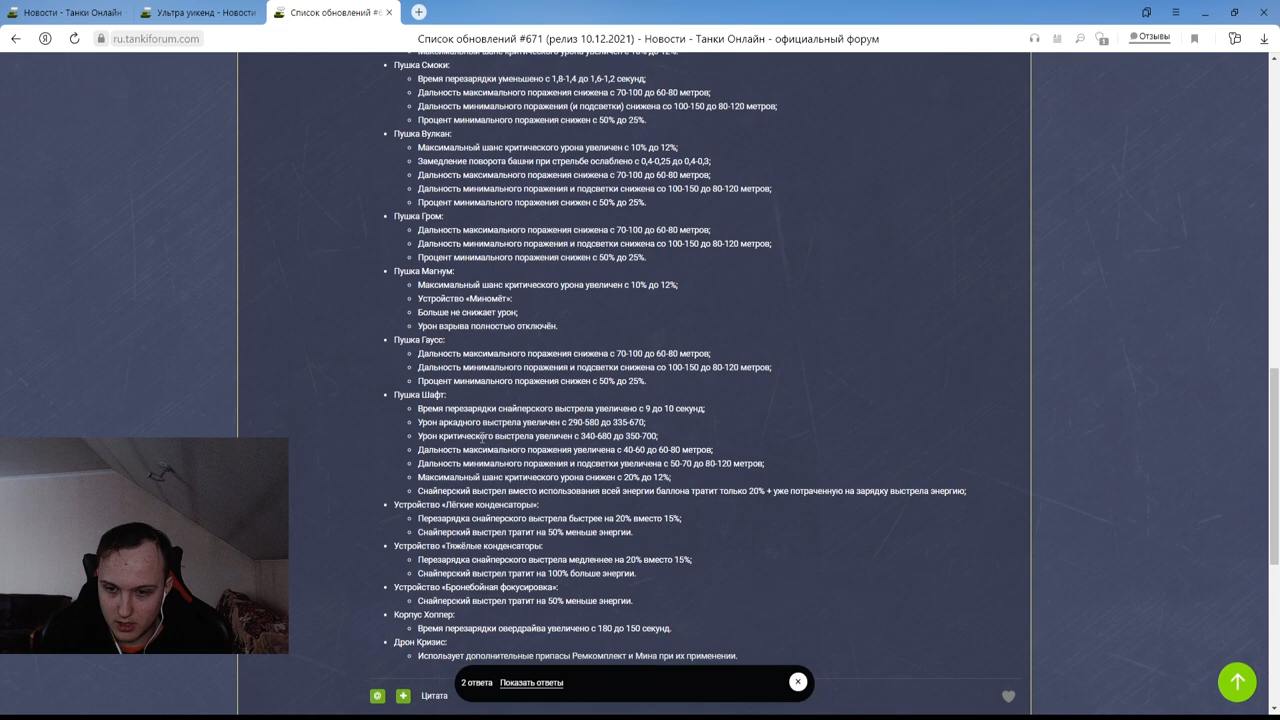 Новости - Танки Онлайн
Ультра уикенд - Новости
Список обновлений #6
ru.tankiforum.com
Список обновлений #671 (релиз 10.12.2021) - Новости - Танки Онлайн - официальный форум
Отзывы
Максимальный шанс критического урона увеличен с 10% до 12%.
Пушка Смоки:
Время перезарядки уменьшено с 1,8-1,4 до 1,6-1,2 секунд;
Дальность максимального поражения снижена с 70-100 до 60-80 метров;
Дальность минимального поражения (и подсветки) снижена со 100-150 до 80-120 метров;
Процент минимального поражения снижен с 50% до 25%.
Пушка Вулкан:
Максимальный шанс критического урона увеличен с 10% до 12%;
Замедление поворота башни при стрельбе ослаблено с 0,4-0,25 до 0,4-0,3;
Дальность максимального поражения снижена с 70-100 до 60-80 метров;
Дальность минимального поражения и подсветки снижена со 100-150 до 80-120 метров;
Процент минимального поражения снижен с 50% до 25%.
Пушка Гром:
Дальность максимального поражения снижена с 70-100 до 60-80 метров;
Дальность минимального поражения и подсветки снижена со 100-150 до 80-120 метров;
Процент минимального поражения снижен с 50% до 25%.
Пушка Магнум:
Максимальный шанс критического урона увеличен с 10% до 12%;
Устройство «Миномёт»:
Больше не снижает урон;
Урон взрыва полностью отключён.
Пушка Гаусс:
Дальность максимального поражения снижена с 70-100 до 60-80 метров;
Дальность минимального поражения и подсветки снижена со 100-150 до 80-120 метров;
Процент минимального поражения снижен с 50% до 25%.
Пушка Шафт:
Время перезарядки снайперского выстрела увеличено с 9 до 10 секунд;
Урон аркадного выстрела увеличен с 290-580 до 335-670;
Урон критического выстрела увеличен с 340-680 до 350-700;
Дальность максимального поражения увеличена с 40-60 до 60-80 метров;
Дальность минимального поражения и подсветки увеличена с 50-70 до 80-120 метров;
Максимальный шанс критического урона снижен с 20% до 12%;
Снайперский выстрел вместо использования всей энергии баллона тратит только 20% + уже потраченную на зарядку выстрела энергию;
Устройство «Лёгкие конденсаторы»:
Перезарядка снайперского выстрела быстрее на 20% вместо 15%;
Снайперский выстрел тратит на 50% меньше энергии.
Устройство «Тяжёлые конденсаторы:
Перезарядка снайперского выстрела медленнее на 20% вместо 15%;
Снайперский выстрел тратит на 100% больше энергии.
Устройство «Бронебойная фокусировка»:
Снайперский выстрел тратит на 50% меньше энергии.
Корпус Хоппер:
Время перезарядки овердрайва увеличено с 180 до 150 секунд.
Дрон Кризис:
Использует дополнительные припасы Ремкомплект и Мина при их применении.
Цитата
2 ответа Показать ответы